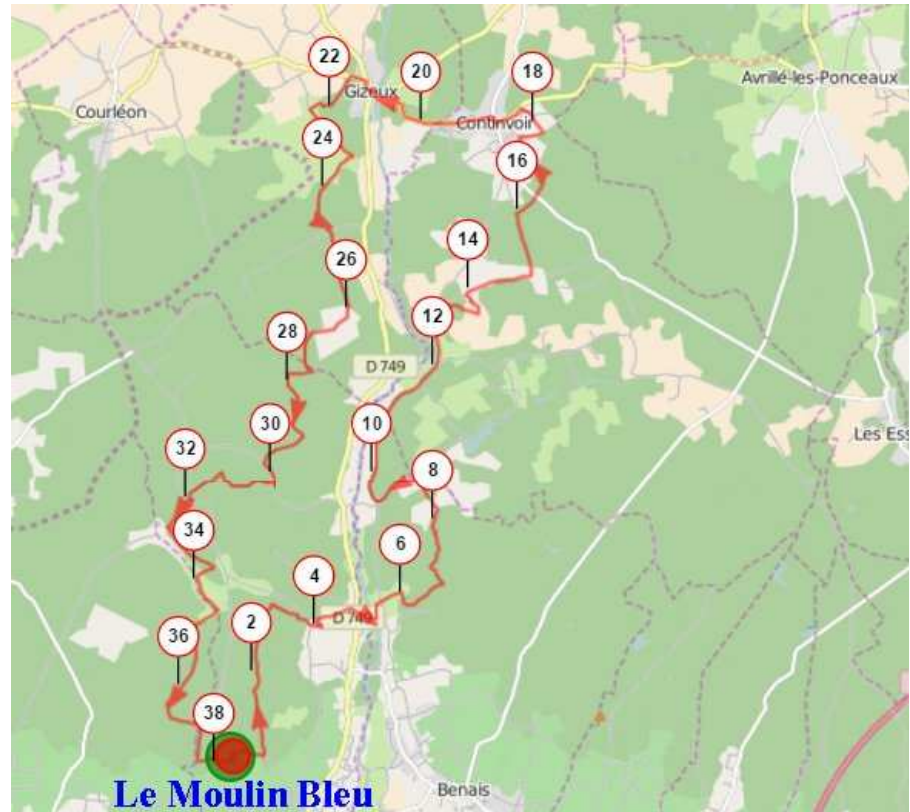 22
20
18
Gizeux
Avrillé-les-Ponceaux
Courléon
Continvoir
24
16
14
26
12
28
D 749
10
30
Les Ess
32
8
34
6
4
D 749
2
36
38
Benais
Le Moulin Bleu